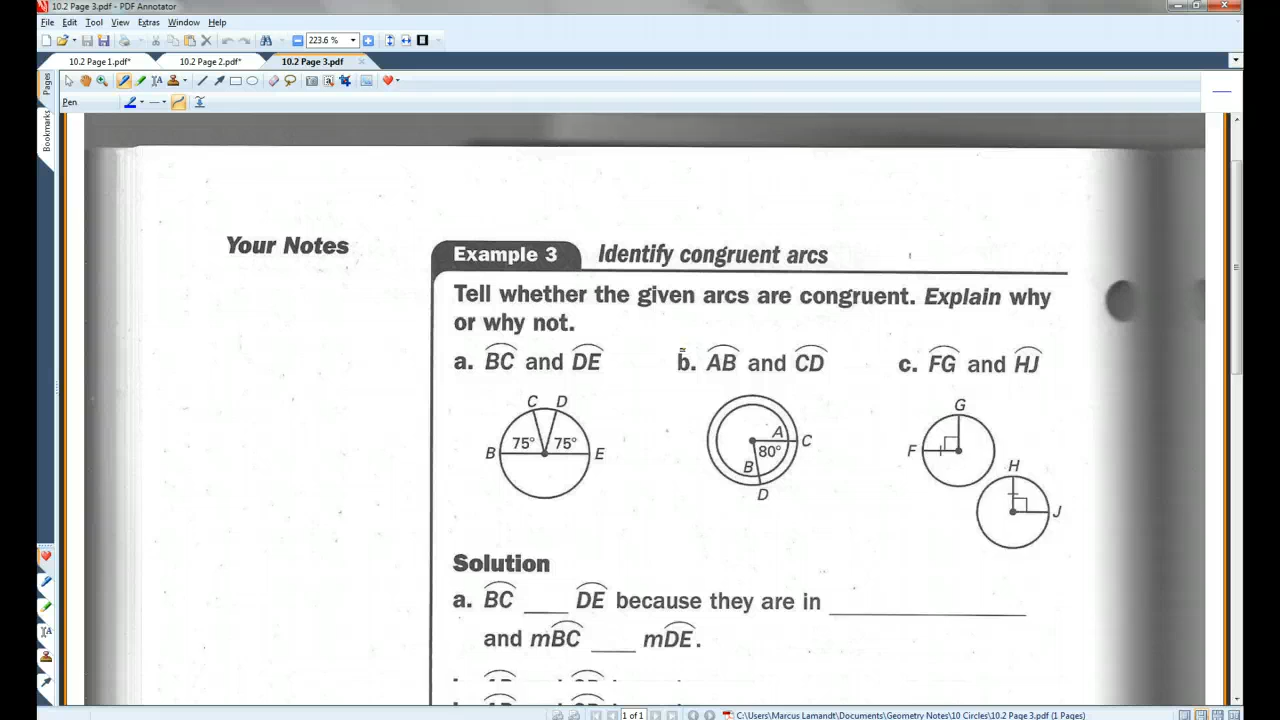 10.2 Page 3.pdf - PDF Annotator
File Edit Tool View Extras Window Help
223.6 %
10.2 Page 1.pdf* 10.2 Page 2.pdf* 10.2 Page 3.pdf
Pages
Bookmarks
Pen
Your Notes
Example 3 Identify congruent arcs
Tell whether the given arcs are congruent. Explain why
or why not.
a. BC and DE b. AB and CD c. FG and HJ
C D
B 75° 75° E
A C
80°
B
D
G
F
H
J
Solution
a. BC ____ DE because they are in ____
and mBC ____ mDE.
1 of 1 C:\Users\Marcus Lamandt\Documents\Geometry Notes\10 Circles\10.2 Page 3.pdf (1 Pages)